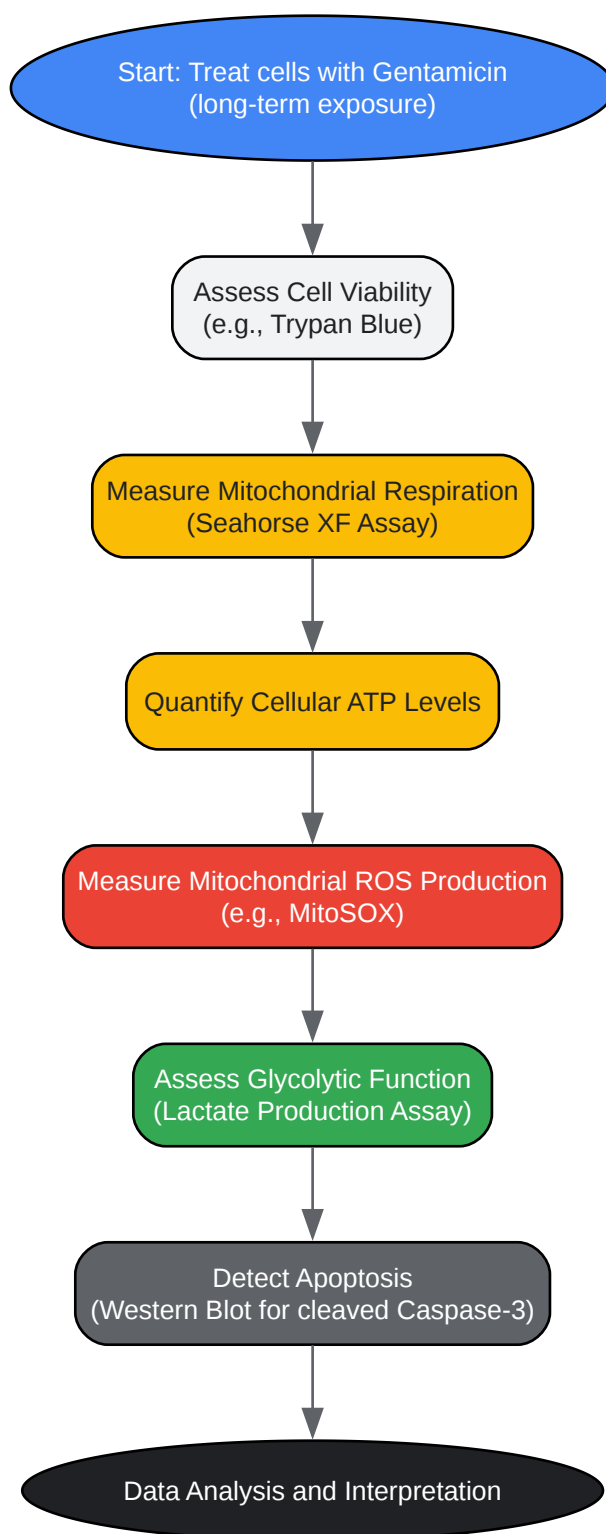 Start: Treat cells with Gentamicin
(long-term exposure)
Assess Cell Viability
(e.g., Trypan Blue)
Measure Mitochondrial Respiration
(Seahorse XF Assay)
Quantify Cellular ATP Levels
Measure Mitochondrial ROS Production
(e.g., MitoSOX)
Assess Glycolytic Function
(Lactate Production Assay)
Detect Apoptosis
(Western Blot for cleaved Caspase-3)
Data Analysis and Interpretation